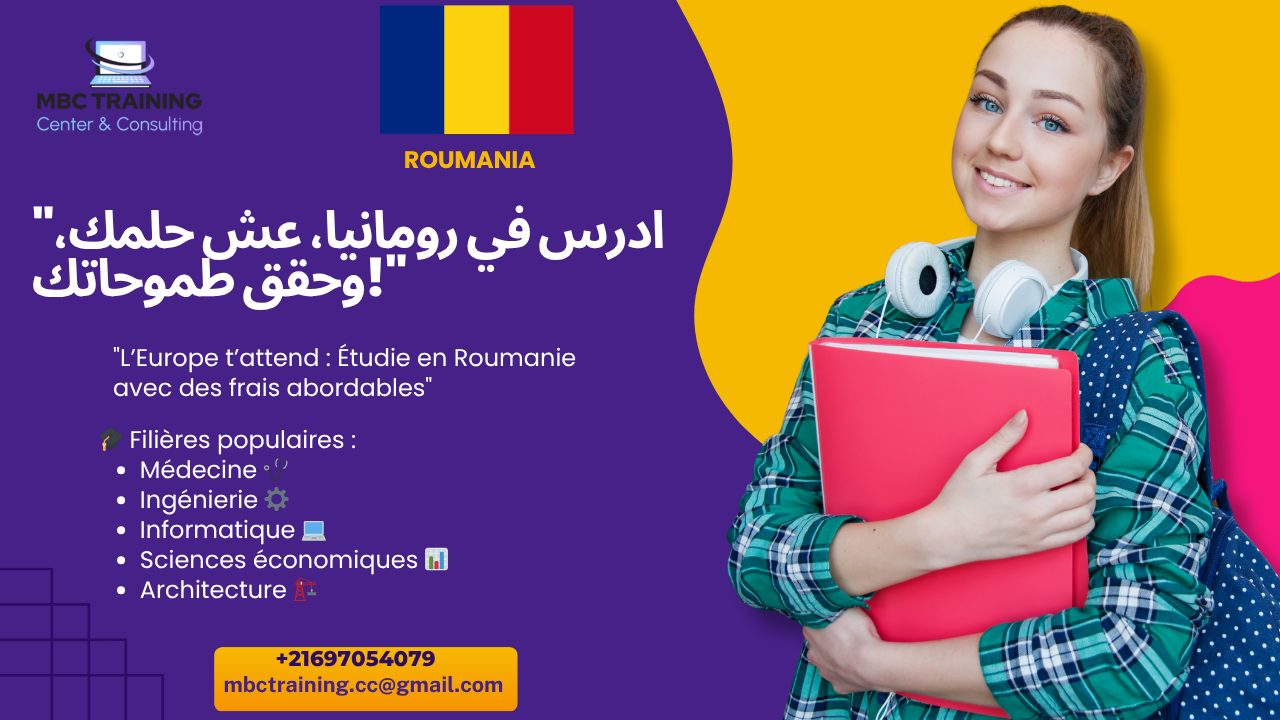 MBC TRAINING
Center & Consulting
ROUMANIA
"ادرس في رومانيا، عش حلمك،
وحقق طموحاتك!"
"L’Europe t’attend : Étudie en Roumanie
avec des frais abordables"
🎓 Filières populaires :
• Médecine 🩺
• Ingénierie ⚙️
• Informatique 💻
• Sciences économiques 📊
• Architecture 🏗️
+21697054079
mbctraining.cc@gmail.com